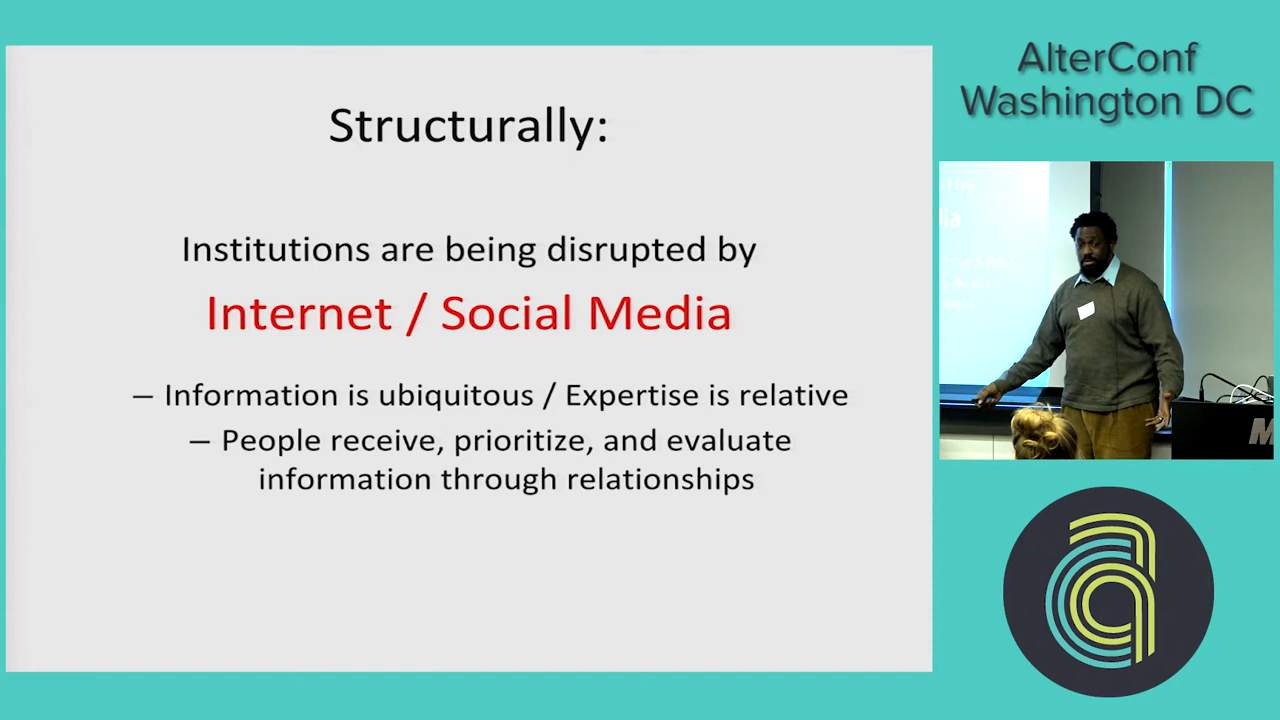 Structurally:
Institutions are being disrupted by
Internet / Social Media
– Information is ubiquitous / Expertise is relative
– People receive, prioritize, and evaluate
information through relationships
AlterConf
Washington DC